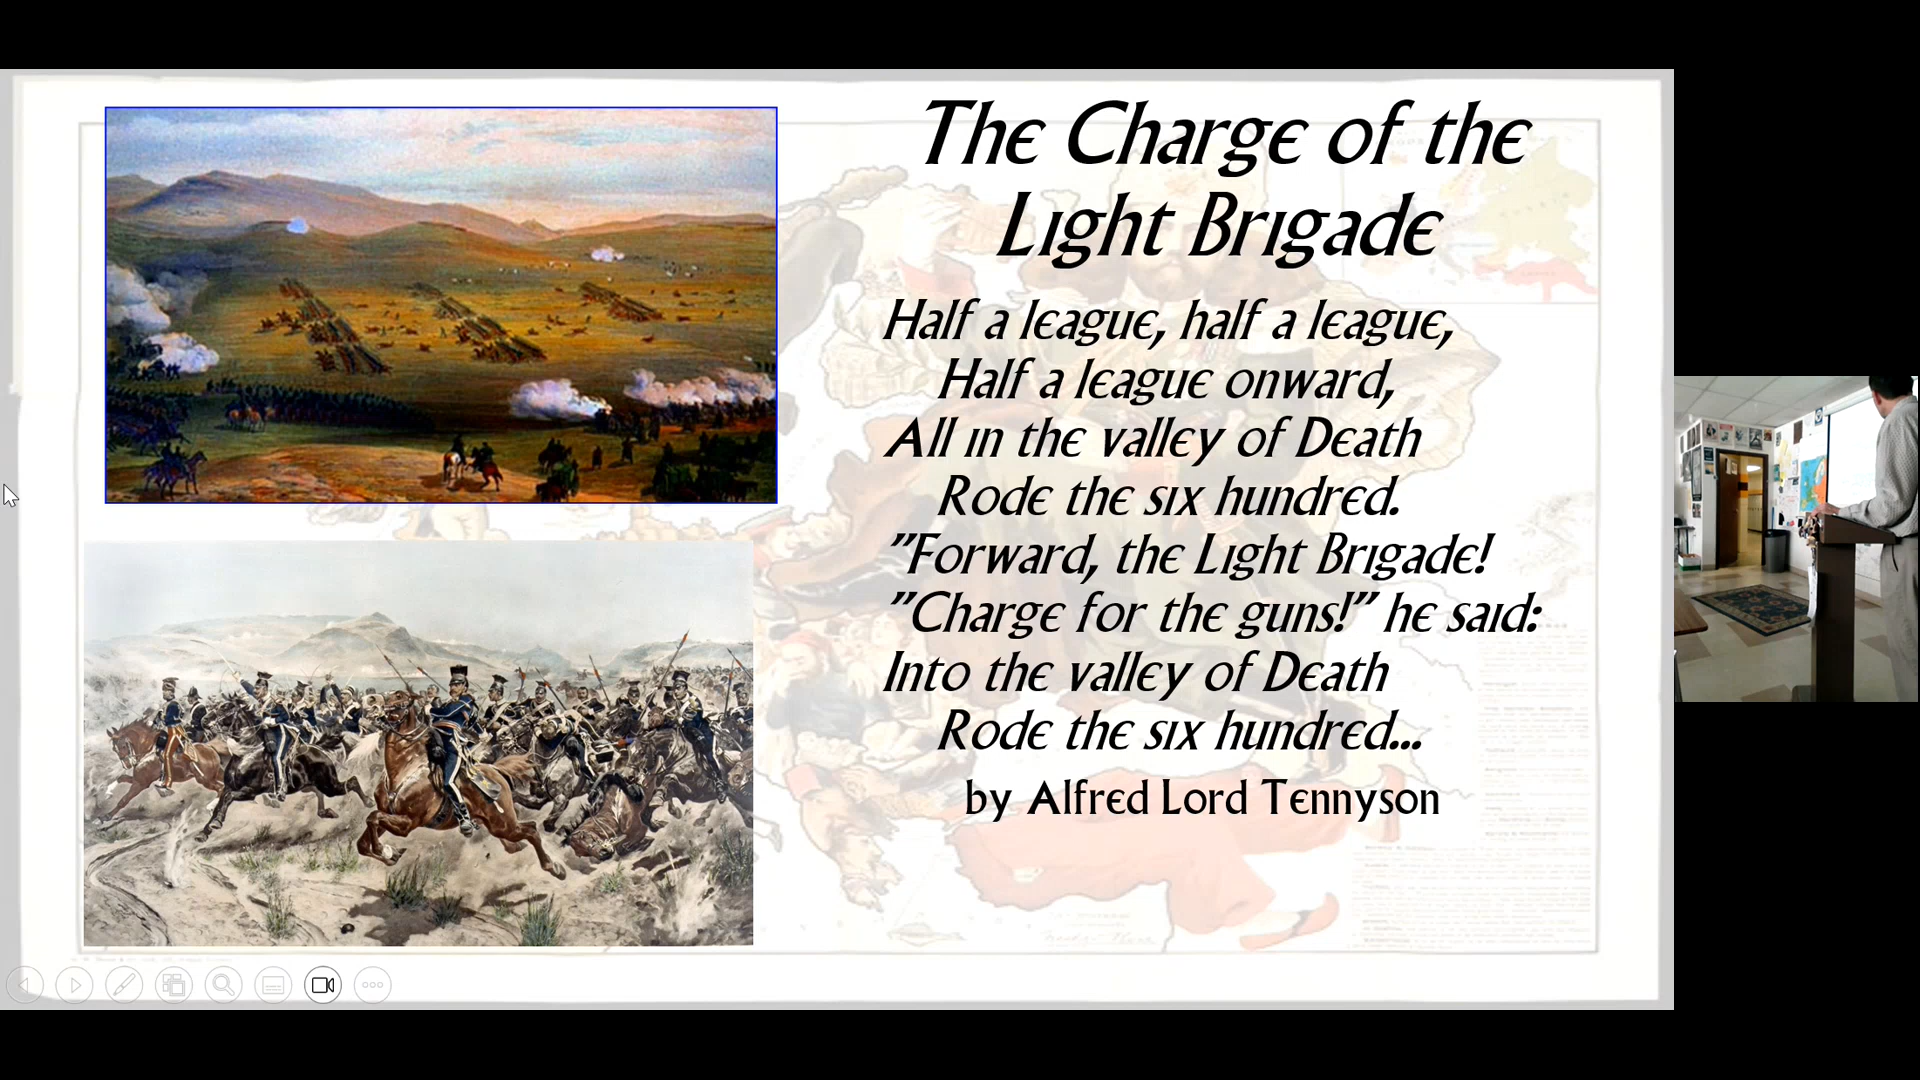 The Charge of the
Light Brigade
Half a league, half a league,
Half a league onward,
All in the valley of Death
Rode the six hundred.
"Forward, the Light Brigade!
"Charge for the guns!" he said:
Into the valley of Death
Rode the six hundred...
by Alfred Lord Tennyson